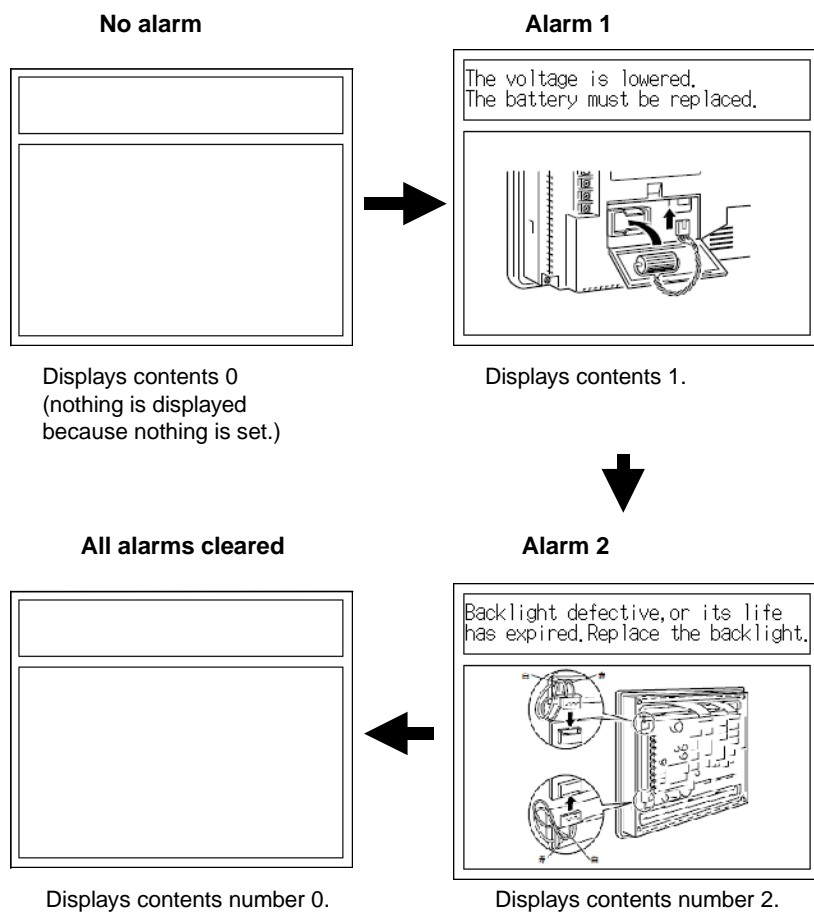 No alarm
Alarm 1
The voltage is lowered.
The battery must be replaced.
Displays contents 0
(nothing is displayed
because nothing is set.)
Displays contents 1.
All alarms cleared
Alarm 2
Backlight defective,or its life
has expired.Replace the backlight.
Displays contents number 0.
Displays contents number 2.